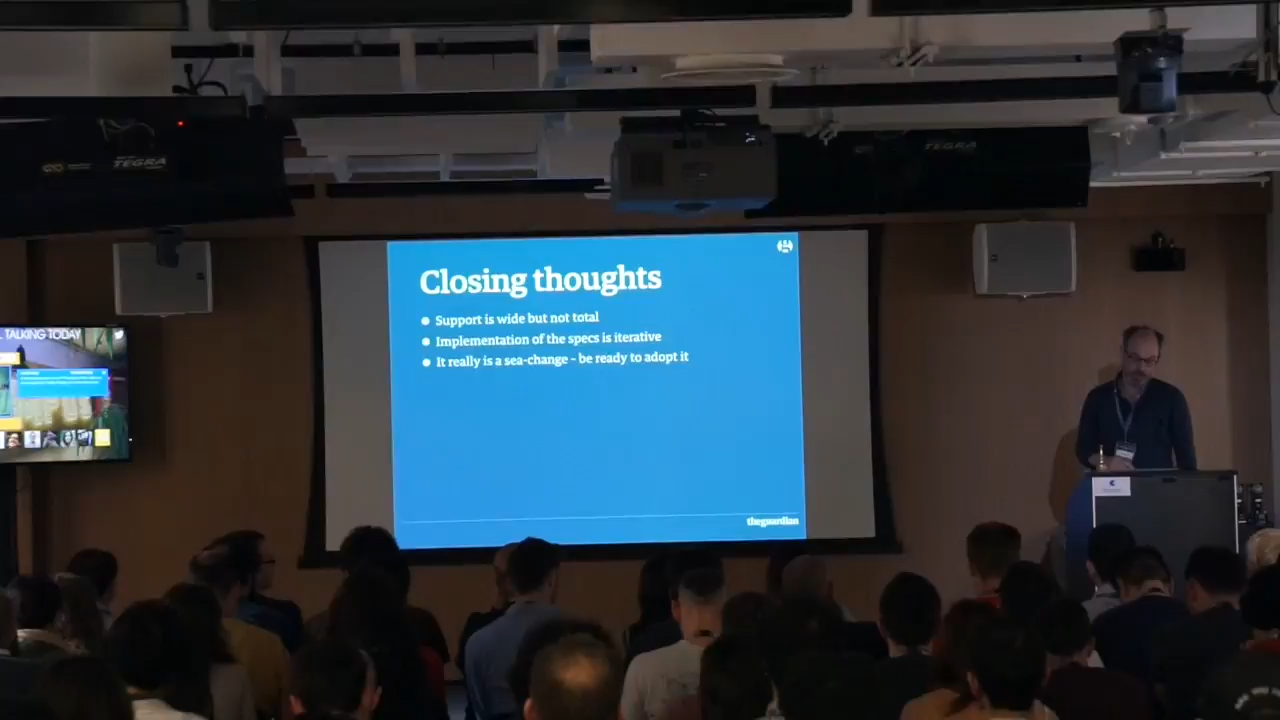 TEGRA
TEGRA
TALKING TODAY
Closing thoughts
Support is wide but not total
Implementation of the specs is iterative
It really is a sea-change - be ready to adopt it
theguardian